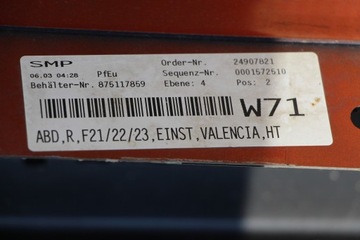 SMP Order-Nr. 24907821
06.03 04:28 PfEu Sequenz-Nr. 0001572510
Behälter-Nr. 875117859 Ebene: 4 Pos: 2
W71
ABD,R,F21/22/23,EINST,VALENCIA,HT